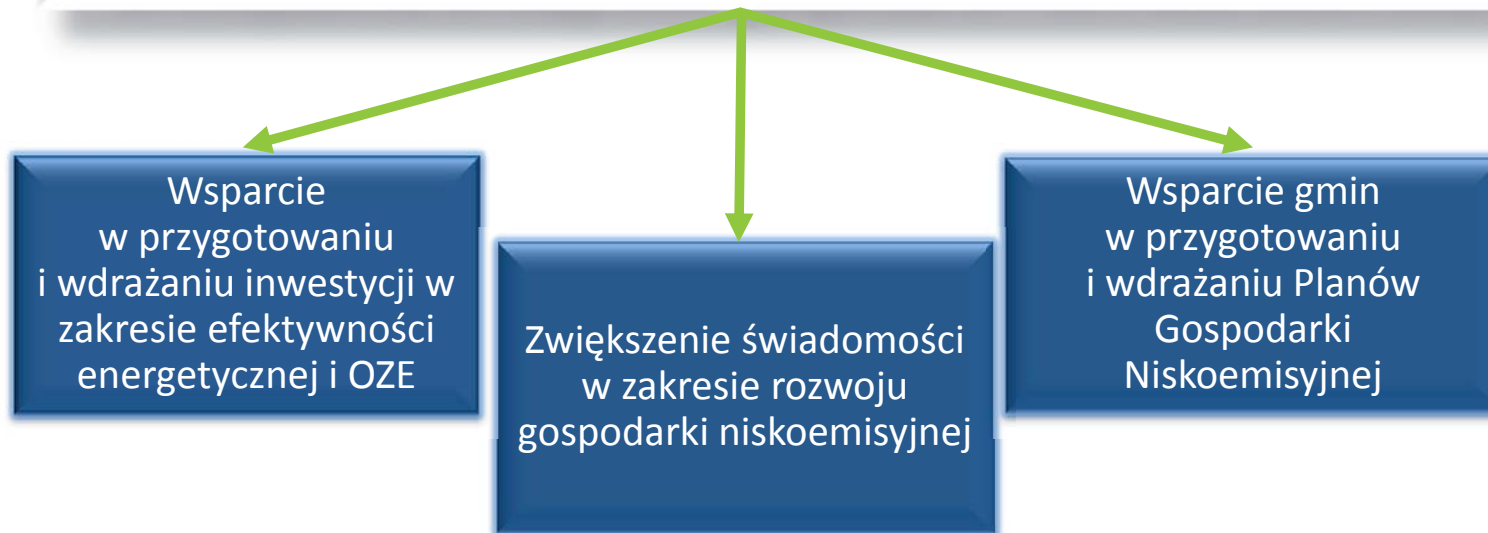 Wsparcie
w przygotowaniu
i wdrażaniu inwestycji w
zakresie efektywności
energetycznej i OZE
Zwiększenie świadomości
w zakresie rozwoju
gospodarki niskoemisyjnej
Wsparcie gmin
w przygotowaniu
i wdrażaniu Planów
Gospodarki
Niskoemisyjnej